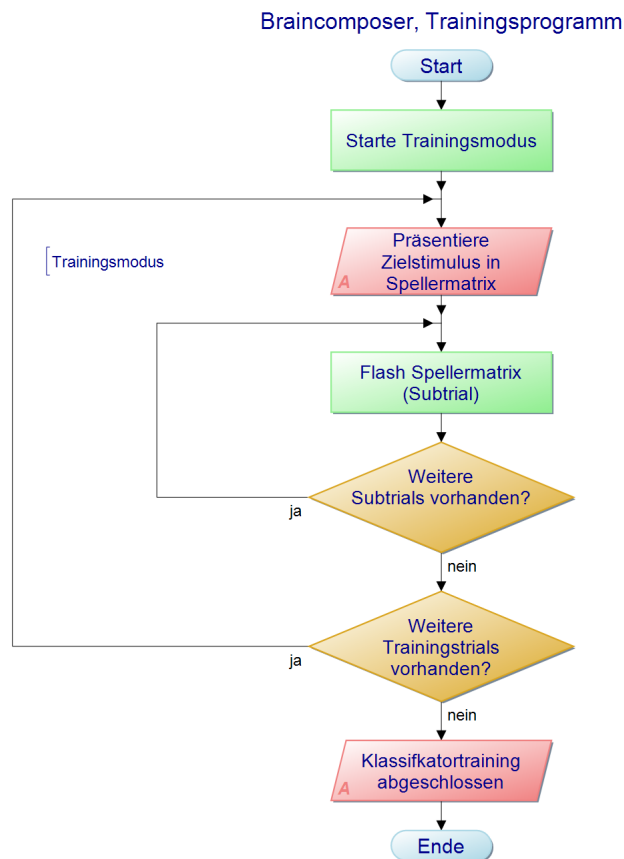 Braincomposer, Trainingsprogramm
Start
Starte Trainingsmodus
Präsentiere
Zielstimulus in
Spellermatrix
A
Trainingsmodus
Flash Spellermatrix
(Subtrial)
Weitere
Subtrials vorhanden?
ja
nein
Weitere
Trainingstrials
vorhanden?
ja
nein
Klassifkatortraining
abgeschlossen
A
Ende